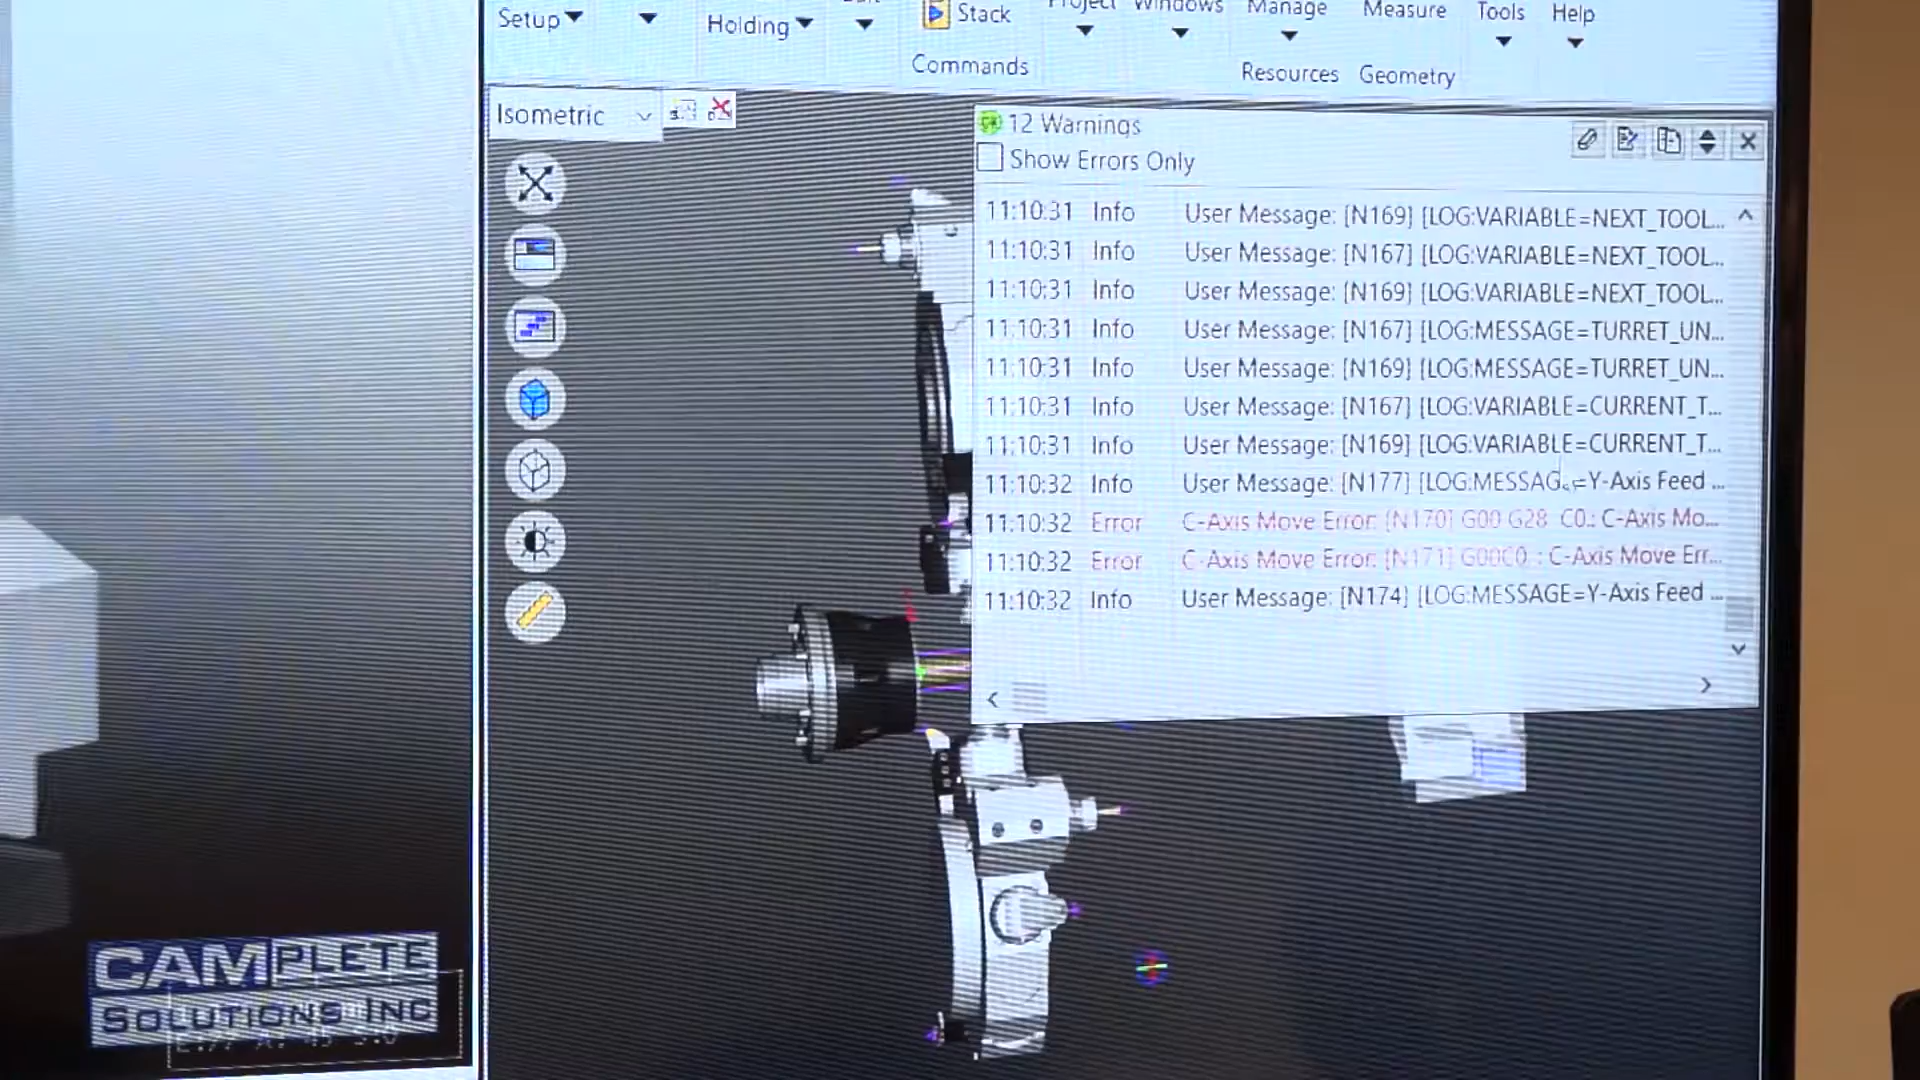 Setup
Holding
Stack
Commands
Project
Windows
Manage
Resources
Measure
Geometry
Tools
Help
Isometric
12 Warnings
Show Errors Only
11:10:31 Info User Message: [N169] [LOG:VARIABLE=NEXT_TOOL...
11:10:31 Info User Message: [N167] [LOG:VARIABLE=NEXT_TOOL...
11:10:31 Info User Message: [N169] [LOG:VARIABLE=NEXT_TOOL...
11:10:31 Info User Message: [N167] [LOG:MESSAGE=TURRET_UN...
11:10:31 Info User Message: [N169] [LOG:MESSAGE=TURRET_UN...
11:10:31 Info User Message: [N167] [LOG:VARIABLE=CURRENT_T...
11:10:31 Info User Message: [N169] [LOG:VARIABLE=CURRENT_T...
11:10:32 Info User Message: [N177] [LOG:MESSAGE=Y-Axis Feed ...
11:10:32 Error C-Axis Move Error: [N170] G00 G28 C0.: C-Axis Mo...
11:10:32 Error C-Axis Move Error: [N171] G00C0. : C-Axis Move Err...
11:10:32 Info User Message: [N174] [LOG:MESSAGE=Y-Axis Feed ...
CAMPLETE
SOLUTIONS INC